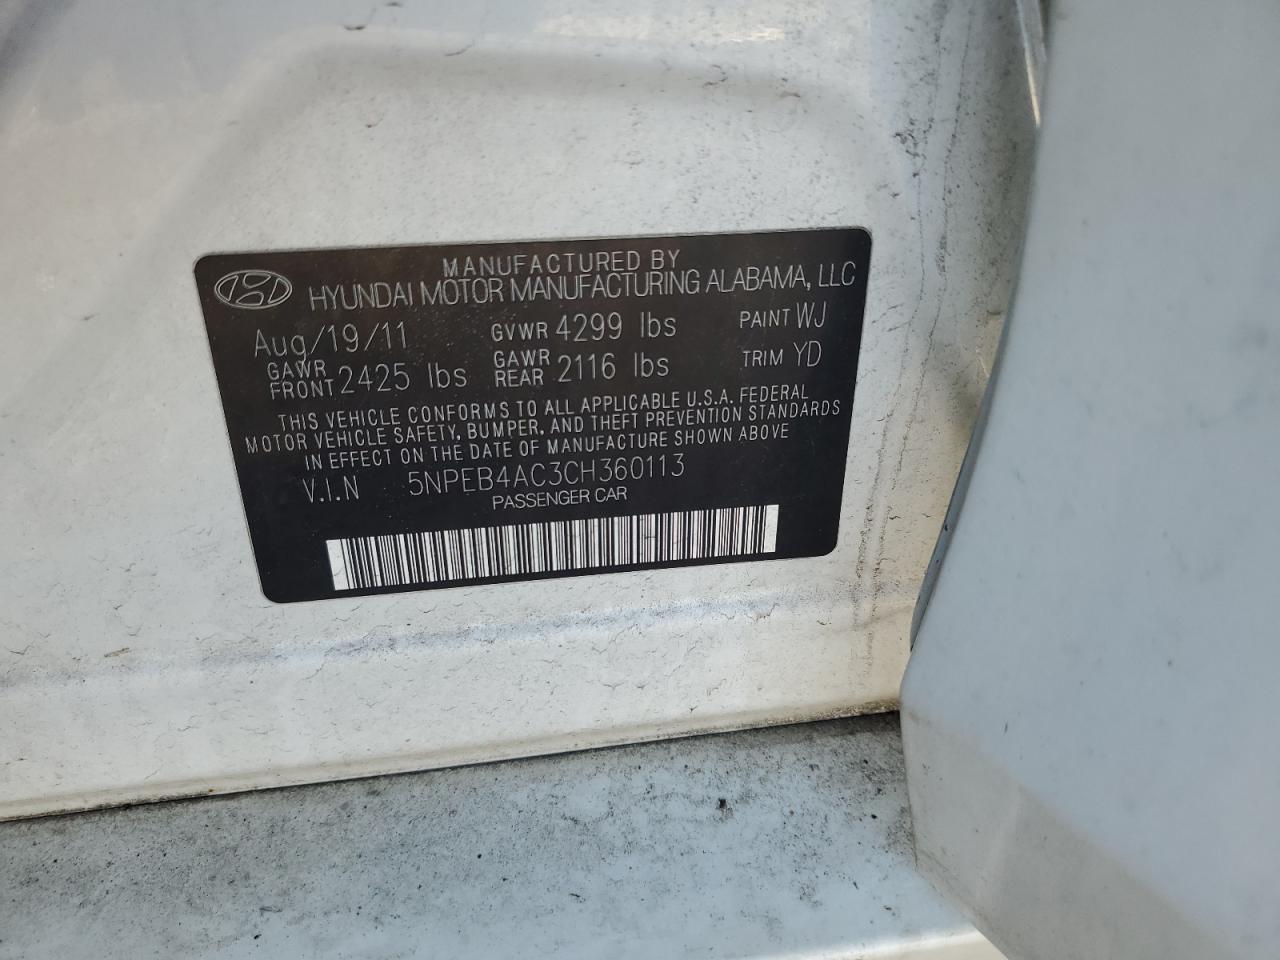 MANUFACTURED BY
HYUNDAI MOTOR MANUFACTURING ALABAMA, LLC
Aug/19/11 GVWR 4299 lbs PAINT WJ
GAWR FRONT 2425 lbs GAWR REAR 2116 lbs TRIM YD
THIS VEHICLE CONFORMS TO ALL APPLICABLE U.S.A. FEDERAL
MOTOR VEHICLE SAFETY, BUMPER, AND THEFT PREVENTION STANDARDS
IN EFFECT ON THE DATE OF MANUFACTURE SHOWN ABOVE
V.I.N 5NPEB4AC3CH360113
PASSENGER CAR